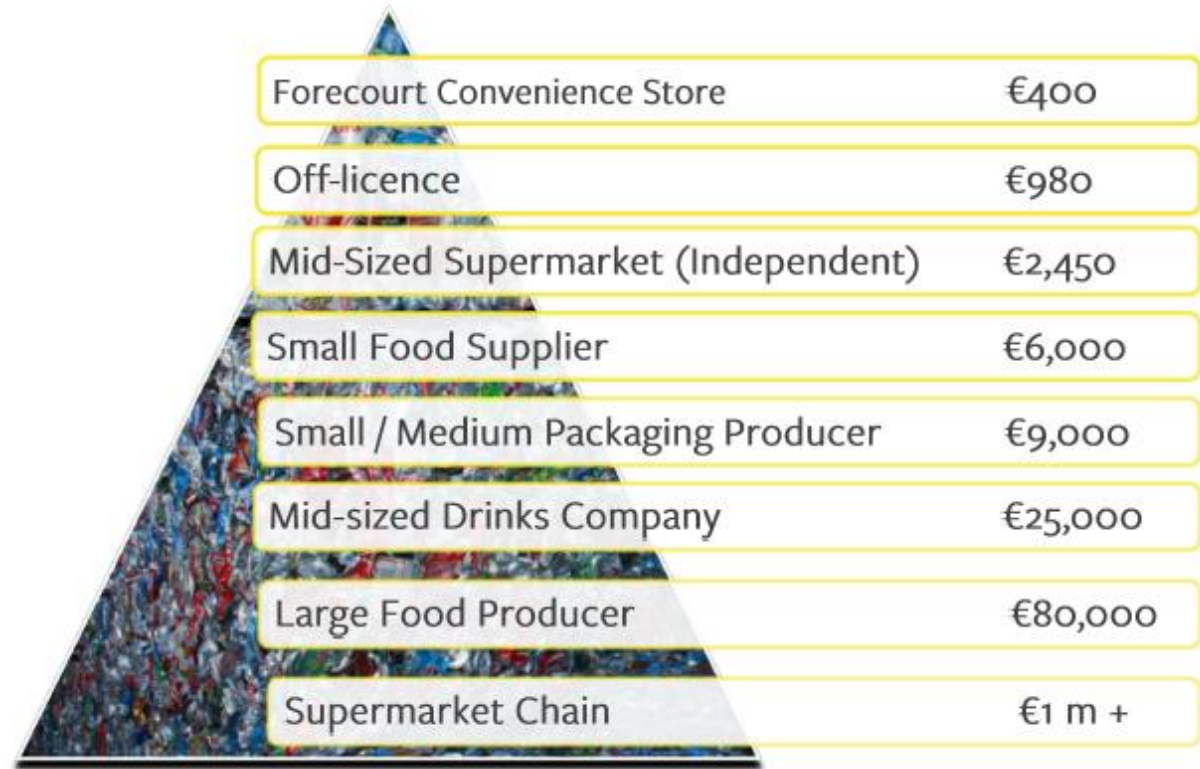 Forecourt Convenience Store €400
Off-licence €980
Mid-Sized Supermarket (Independent) €2,450
Small Food Supplier €6,000
Small / Medium Packaging Producer €9,000
Mid-sized Drinks Company €25,000
Large Food Producer €80,000
Supermarket Chain €1 m +